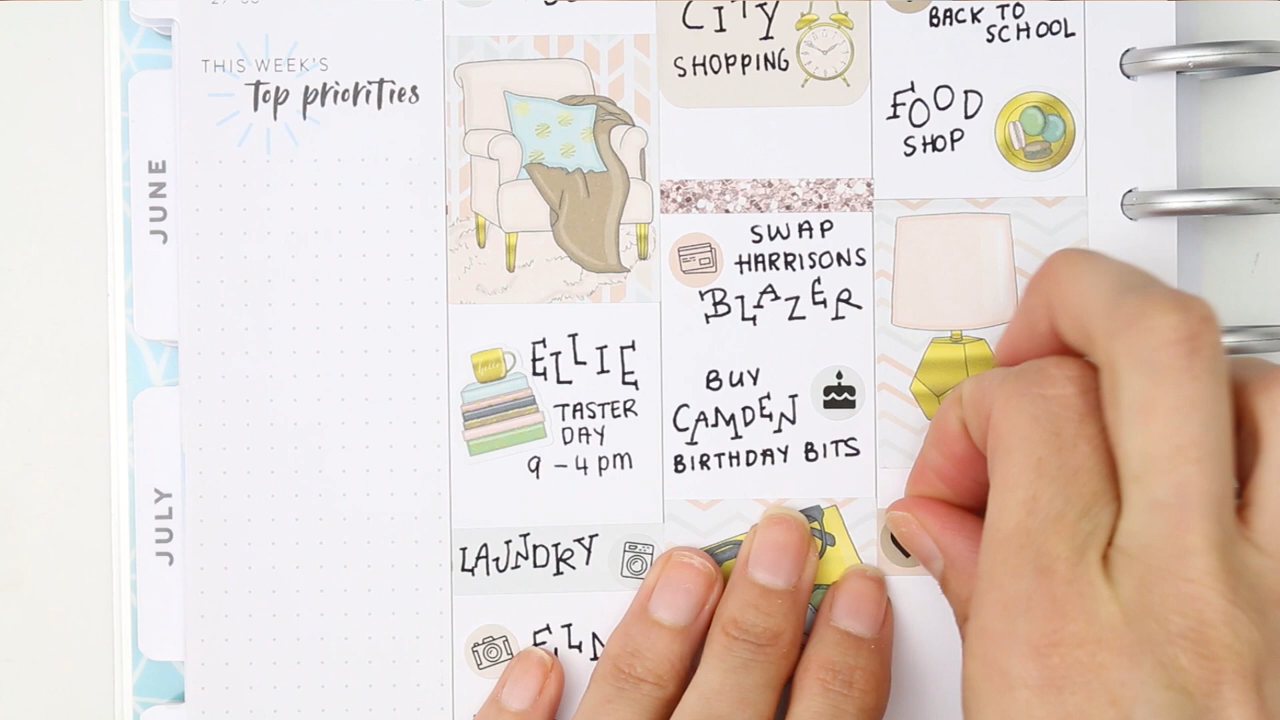 THIS WEEK'S
Top priorities
JUNE
JULY
ELLIE
TASTER
DAY
9 - 4 pm
LAUNDRY
CITY
SHOPPING
SWAP
HARRISONS
BLAZER
BUY
CAMDEN
BIRTHDAY BITS
BACK TO
SCHOOL
FOOD
SHOP